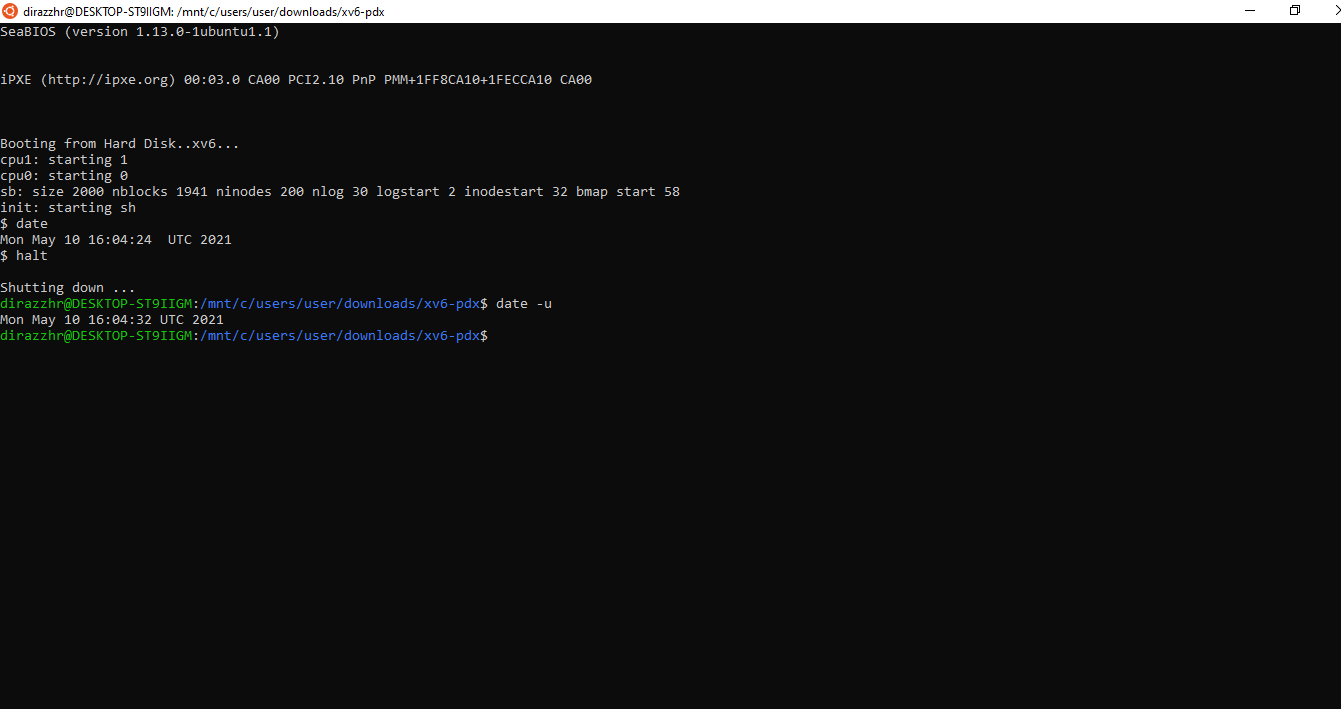 dirazzhr@DESKTOP-ST9IIGM: /mnt/c/users/user/downloads/xv6-pdx
SeaBIOS (version 1.13.0-1ubuntu1.1)
iPXE (http://ipxe.org) 00:03.0 CA00 PCI2.10 PnP PMM+1FF8CA10+1FECCA10 CA00
Booting from Hard Disk..xv6...
cpu1: starting 1
cpu0: starting 0
sb: size 2000 nblocks 1941 ninodes 200 nlog 30 logstart 2 inodestart 32 bmap start 58
init: starting sh
$ date
Mon May 10 16:04:24  UTC 2021
$ halt
Shutting down ...
dirazzhr@DESKTOP-ST9IIGM:/mnt/c/users/user/downloads/xv6-pdx$ date -u
Mon May 10 16:04:32 UTC 2021
dirazzhr@DESKTOP-ST9IIGM:/mnt/c/users/user/downloads/xv6-pdx$